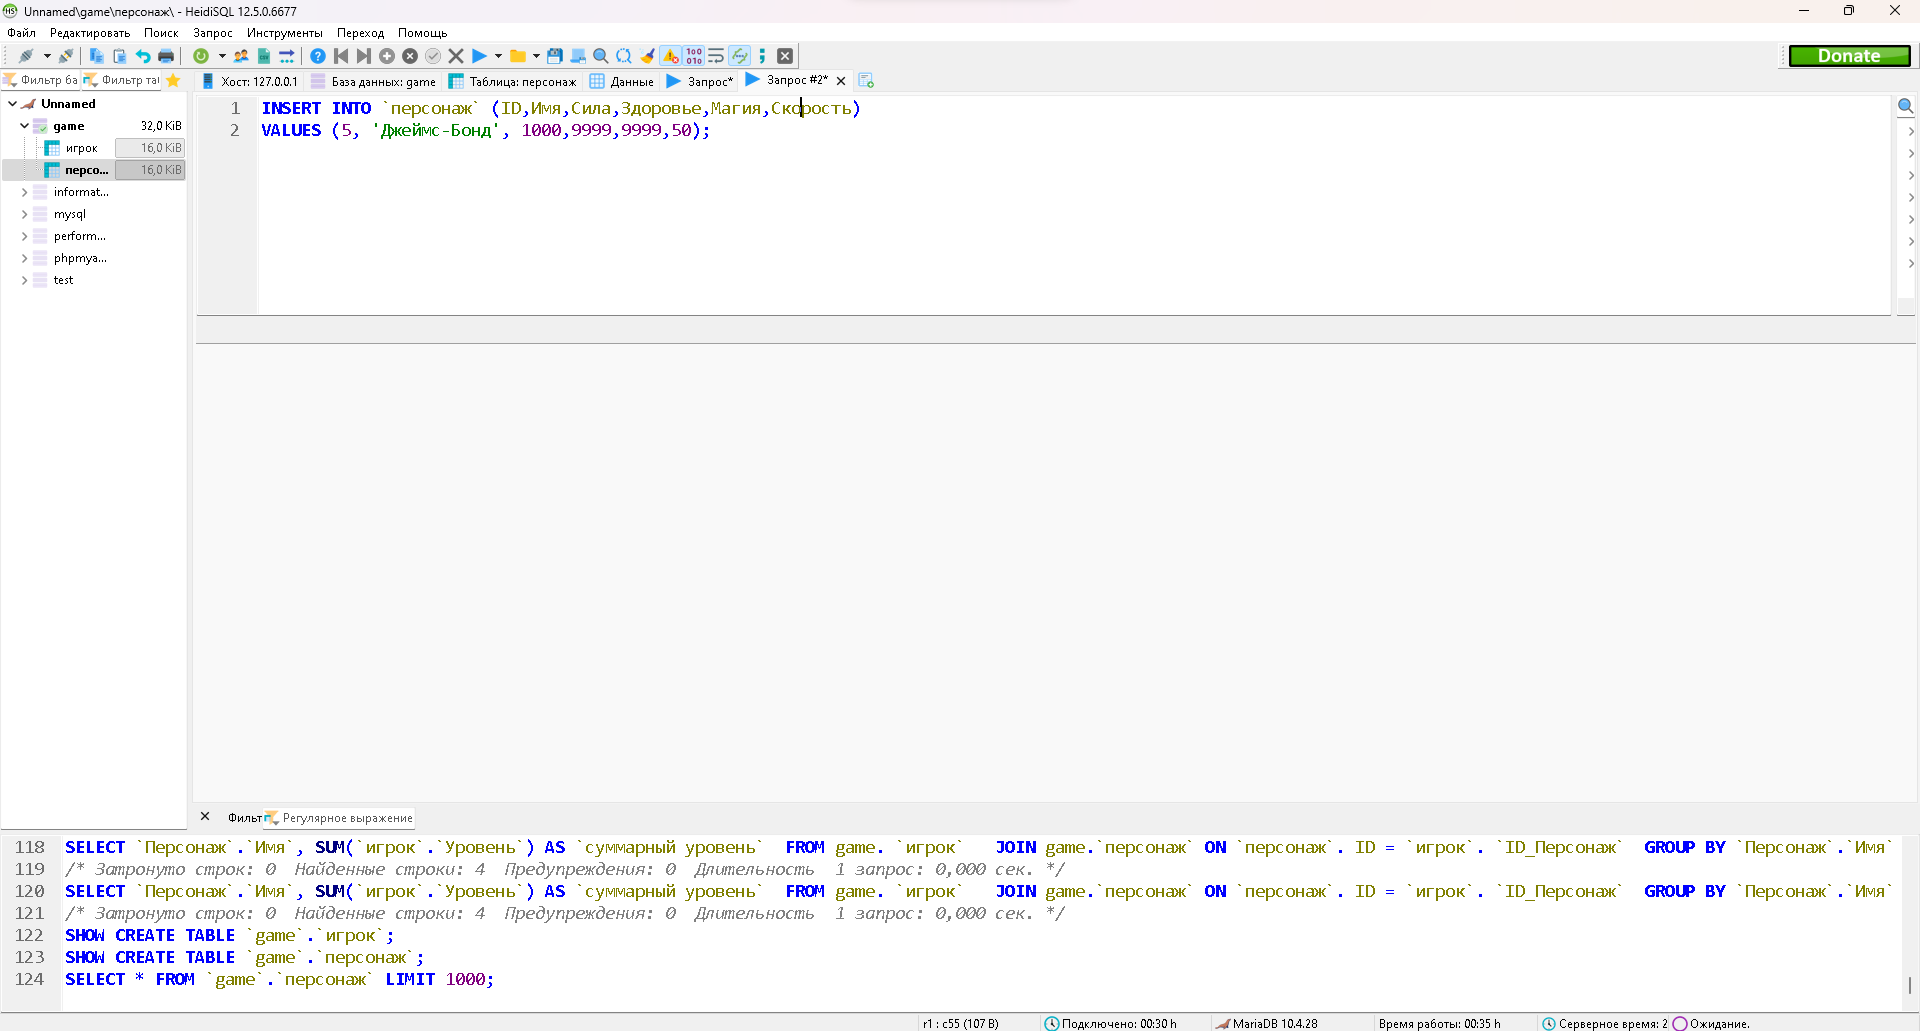 Unnamed\game\персонаж\ - HeidiSQL 12.5.0.6677
Файл Редактировать Поиск Запрос Инструменты Переход Помощь
Donate
Фильтр ба Фильтр таl
Хост: 127.0.0.1 База данных: game Таблица: персонаж Данные Запрос* Запрос #2*
Unnamed
game 32,0 KiB
игрок 16,0 KiB
персо... 16,0 KiB
informat...
mysql
perform...
phpmya...
test
1 INSERT INTO `персонаж` (ID,Имя,Сила,Здоровье,Магия,Скорость)
2 VALUES (5, 'Джеймс-Бонд', 1000,9999,9999,50);
Фильт Регулярное выражение
118 SELECT `Персонаж`.`Имя`, SUM(`игрок`.`Уровень`) AS `суммарный уровень` FROM game. `игрок` JOIN game.`персонаж` ON `персонаж`. ID = `игрок`. `ID_Персонаж` GROUP BY `Персонаж`.`Имя`
119 /* Затронуто строк: 0 Найденные строки: 4 Предупреждения: 0 Длительность 1 запрос: 0,000 сек. */
120 SELECT `Персонаж`.`Имя`, SUM(`игрок`.`Уровень`) AS `суммарный уровень` FROM game. `игрок` JOIN game.`персонаж` ON `персонаж`. ID = `игрок`. `ID_Персонаж` GROUP BY `Персонаж`.`Имя`
121 /* Затронуто строк: 0 Найденные строки: 4 Предупреждения: 0 Длительность 1 запрос: 0,000 сек. */
122 SHOW CREATE TABLE `game`.`игрок`;
123 SHOW CREATE TABLE `game`.`персонаж`;
124 SELECT * FROM `game`.`персонаж` LIMIT 1000;
r1 : c55 (107 B) Подключено: 00:30 h MariaDB 10.4.28 Время работы: 00:35 h Серверное время: 2 Ожидание.